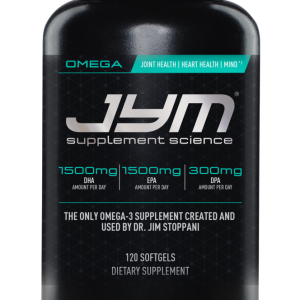 OMEGA JOINT HEALTH | HEART HEALTH | MIND*†
JYM®
supplement science
1500mg 1500mg 300mg
DHA EPA DPA
AMOUNT PER DAY AMOUNT PER DAY AMOUNT PER DAY
THE ONLY OMEGA-3 SUPPLEMENT CREATED AND
USED BY DR. JIM STOPPANI
120 SOFTGELS
DIETARY SUPPLEMENT